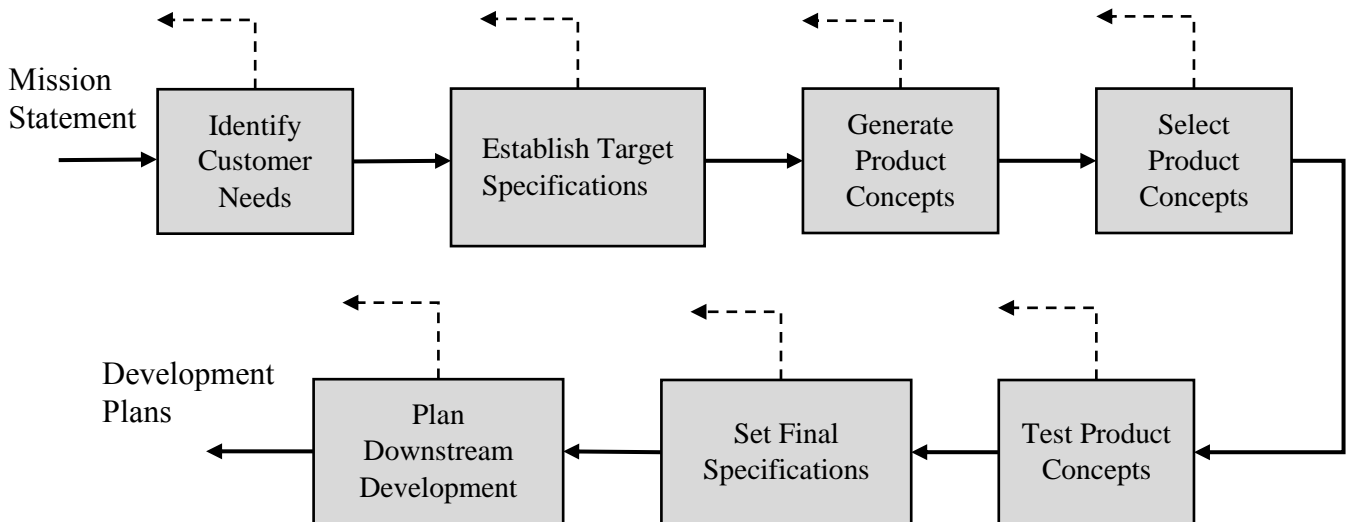 Mission
Statement
Identify
Customer
Needs
Establish Target
Specifications
Generate
Product
Concepts
Select
Product
Concepts
Test Product
Concepts
Set Final
Specifications
Plan
Downstream
Development
Development
Plans